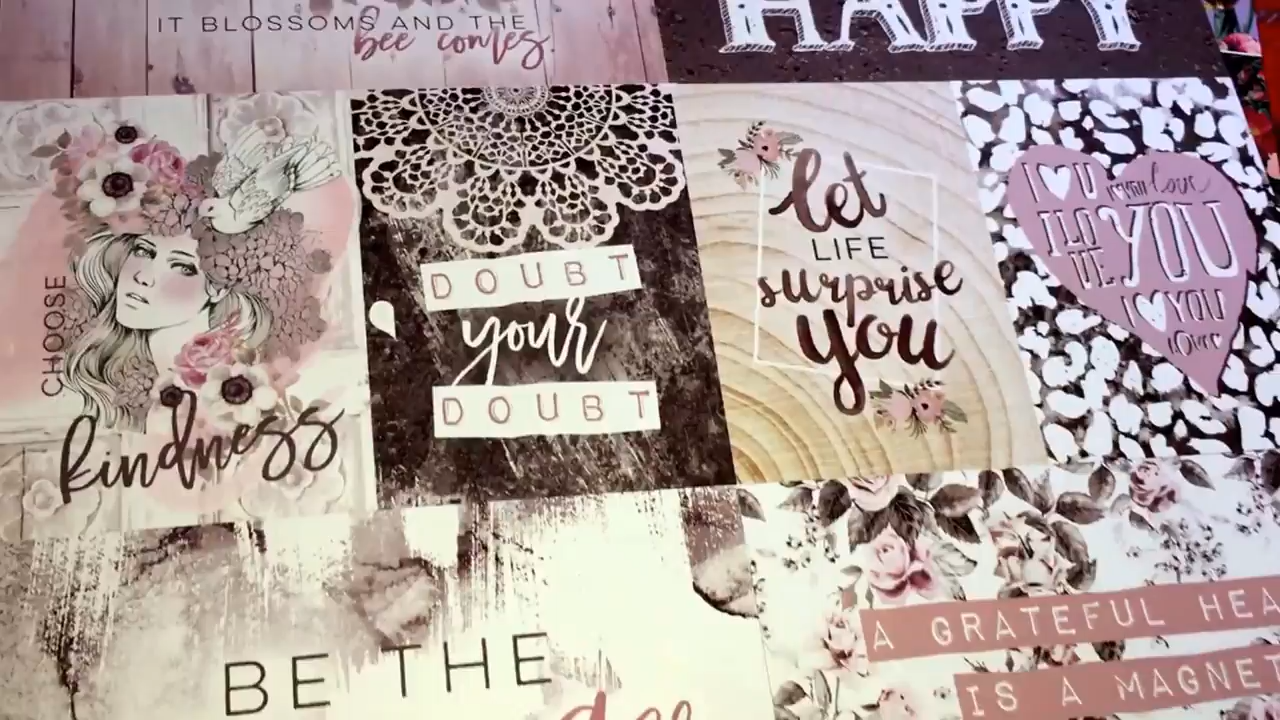 IT BLOSSOMS AND THE
bee comes
HAPPY
CHOOSE
kindness
DOUBT
your
DOUBT
let
LIFE
surprise
you
I U
love
ILO
VE
YOU
I YOU
BE THE
A GRATEFUL HEA
IS A MAGNET